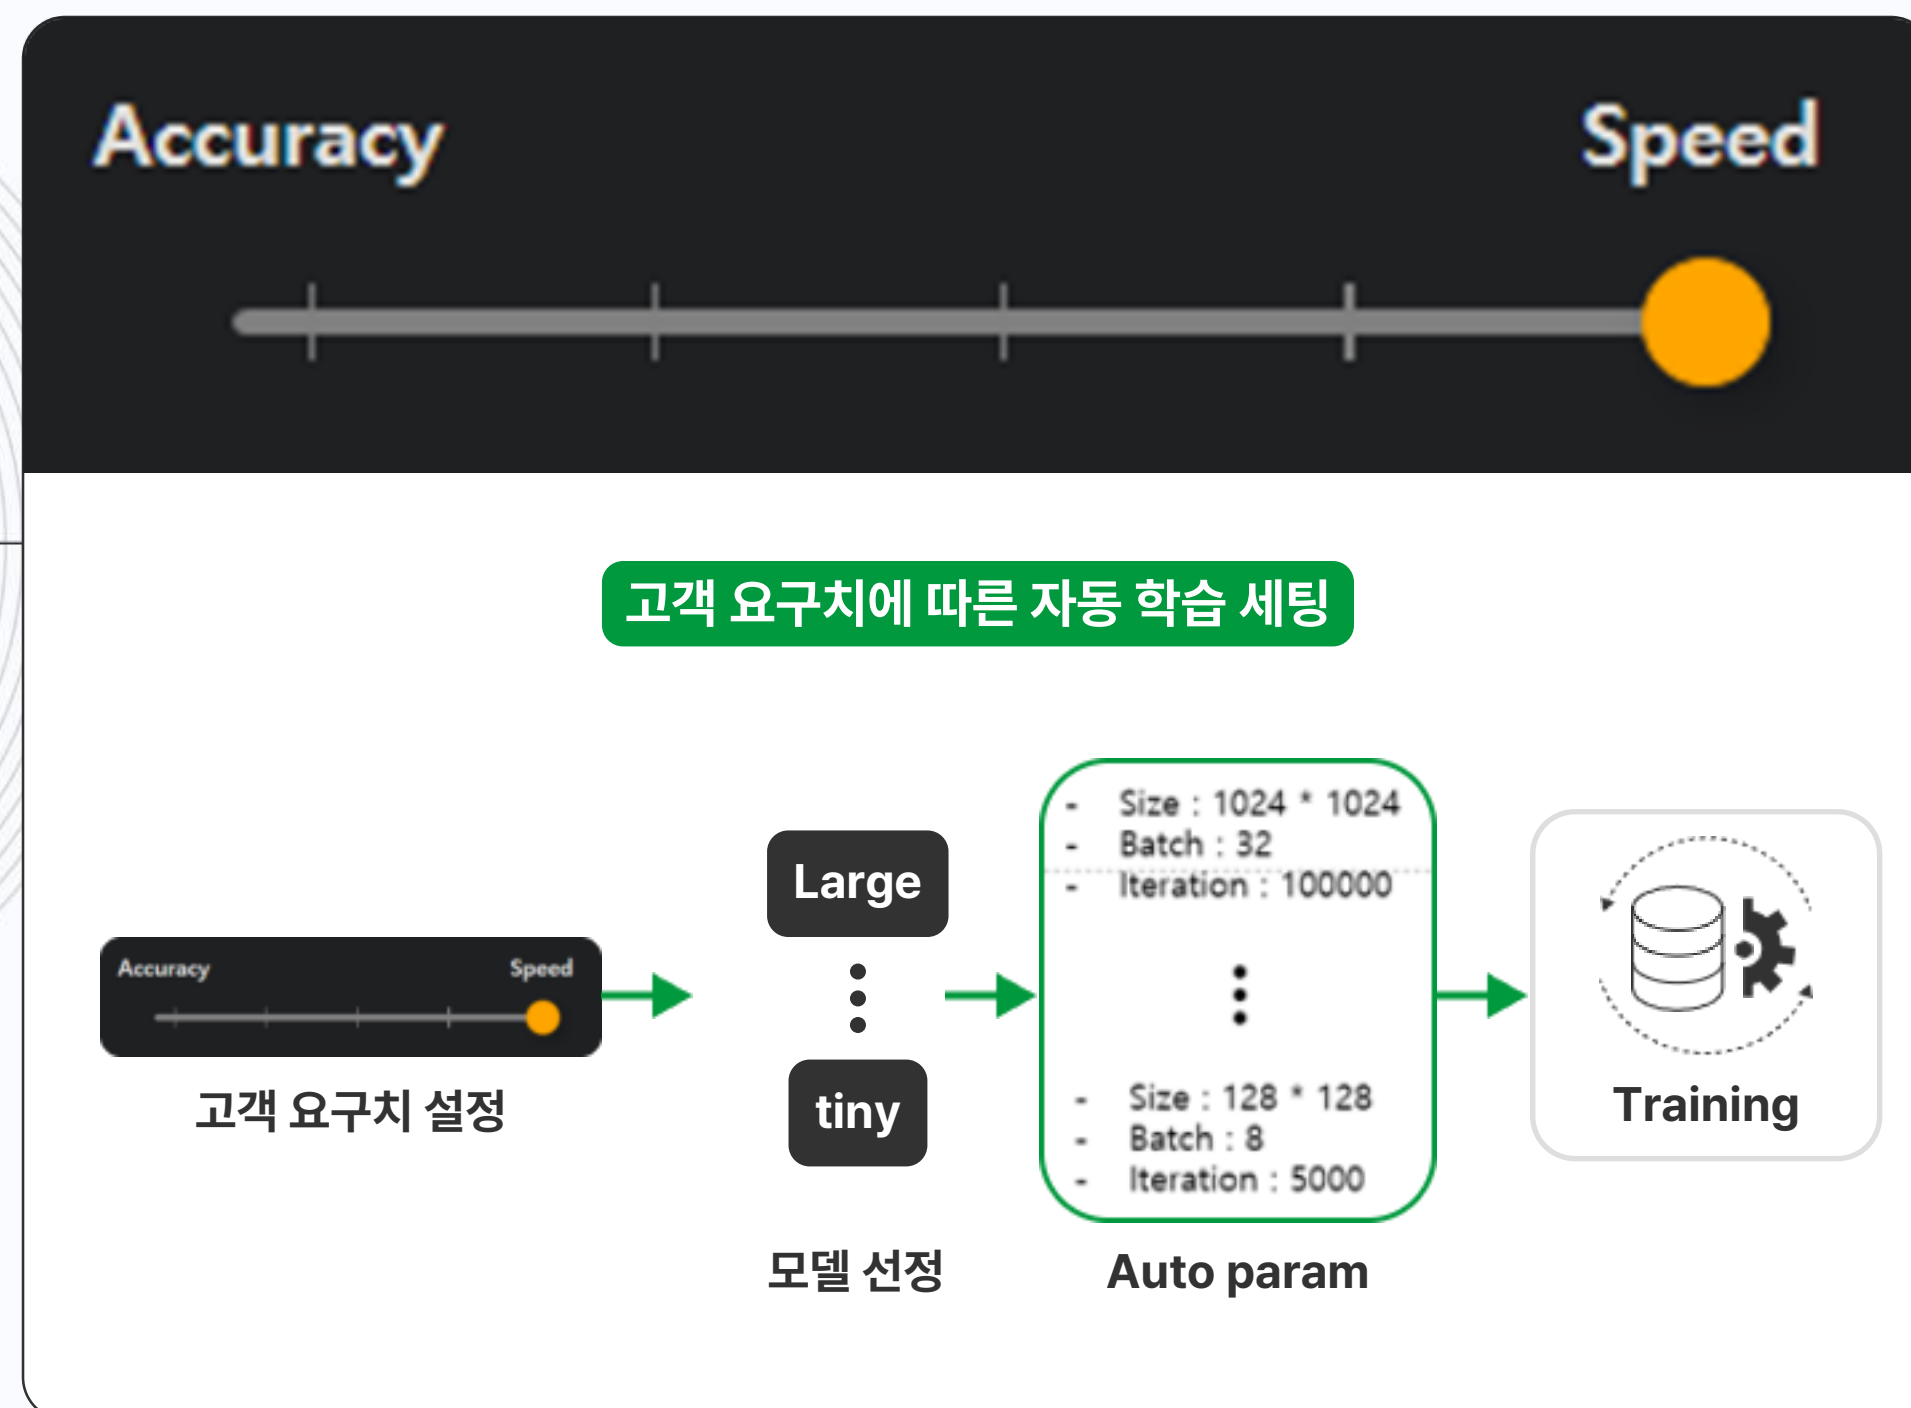 Accuracy Speed
고객 요구치에 따른 자동 학습 세팅
Accuracy Speed
고객 요구치 설정
Large
tiny
모델 선정
- Size : 1024 * 1024
- Batch : 32
- Iteration : 100000
- Size : 128 * 128
- Batch : 8
- Iteration : 5000
Auto param
Training